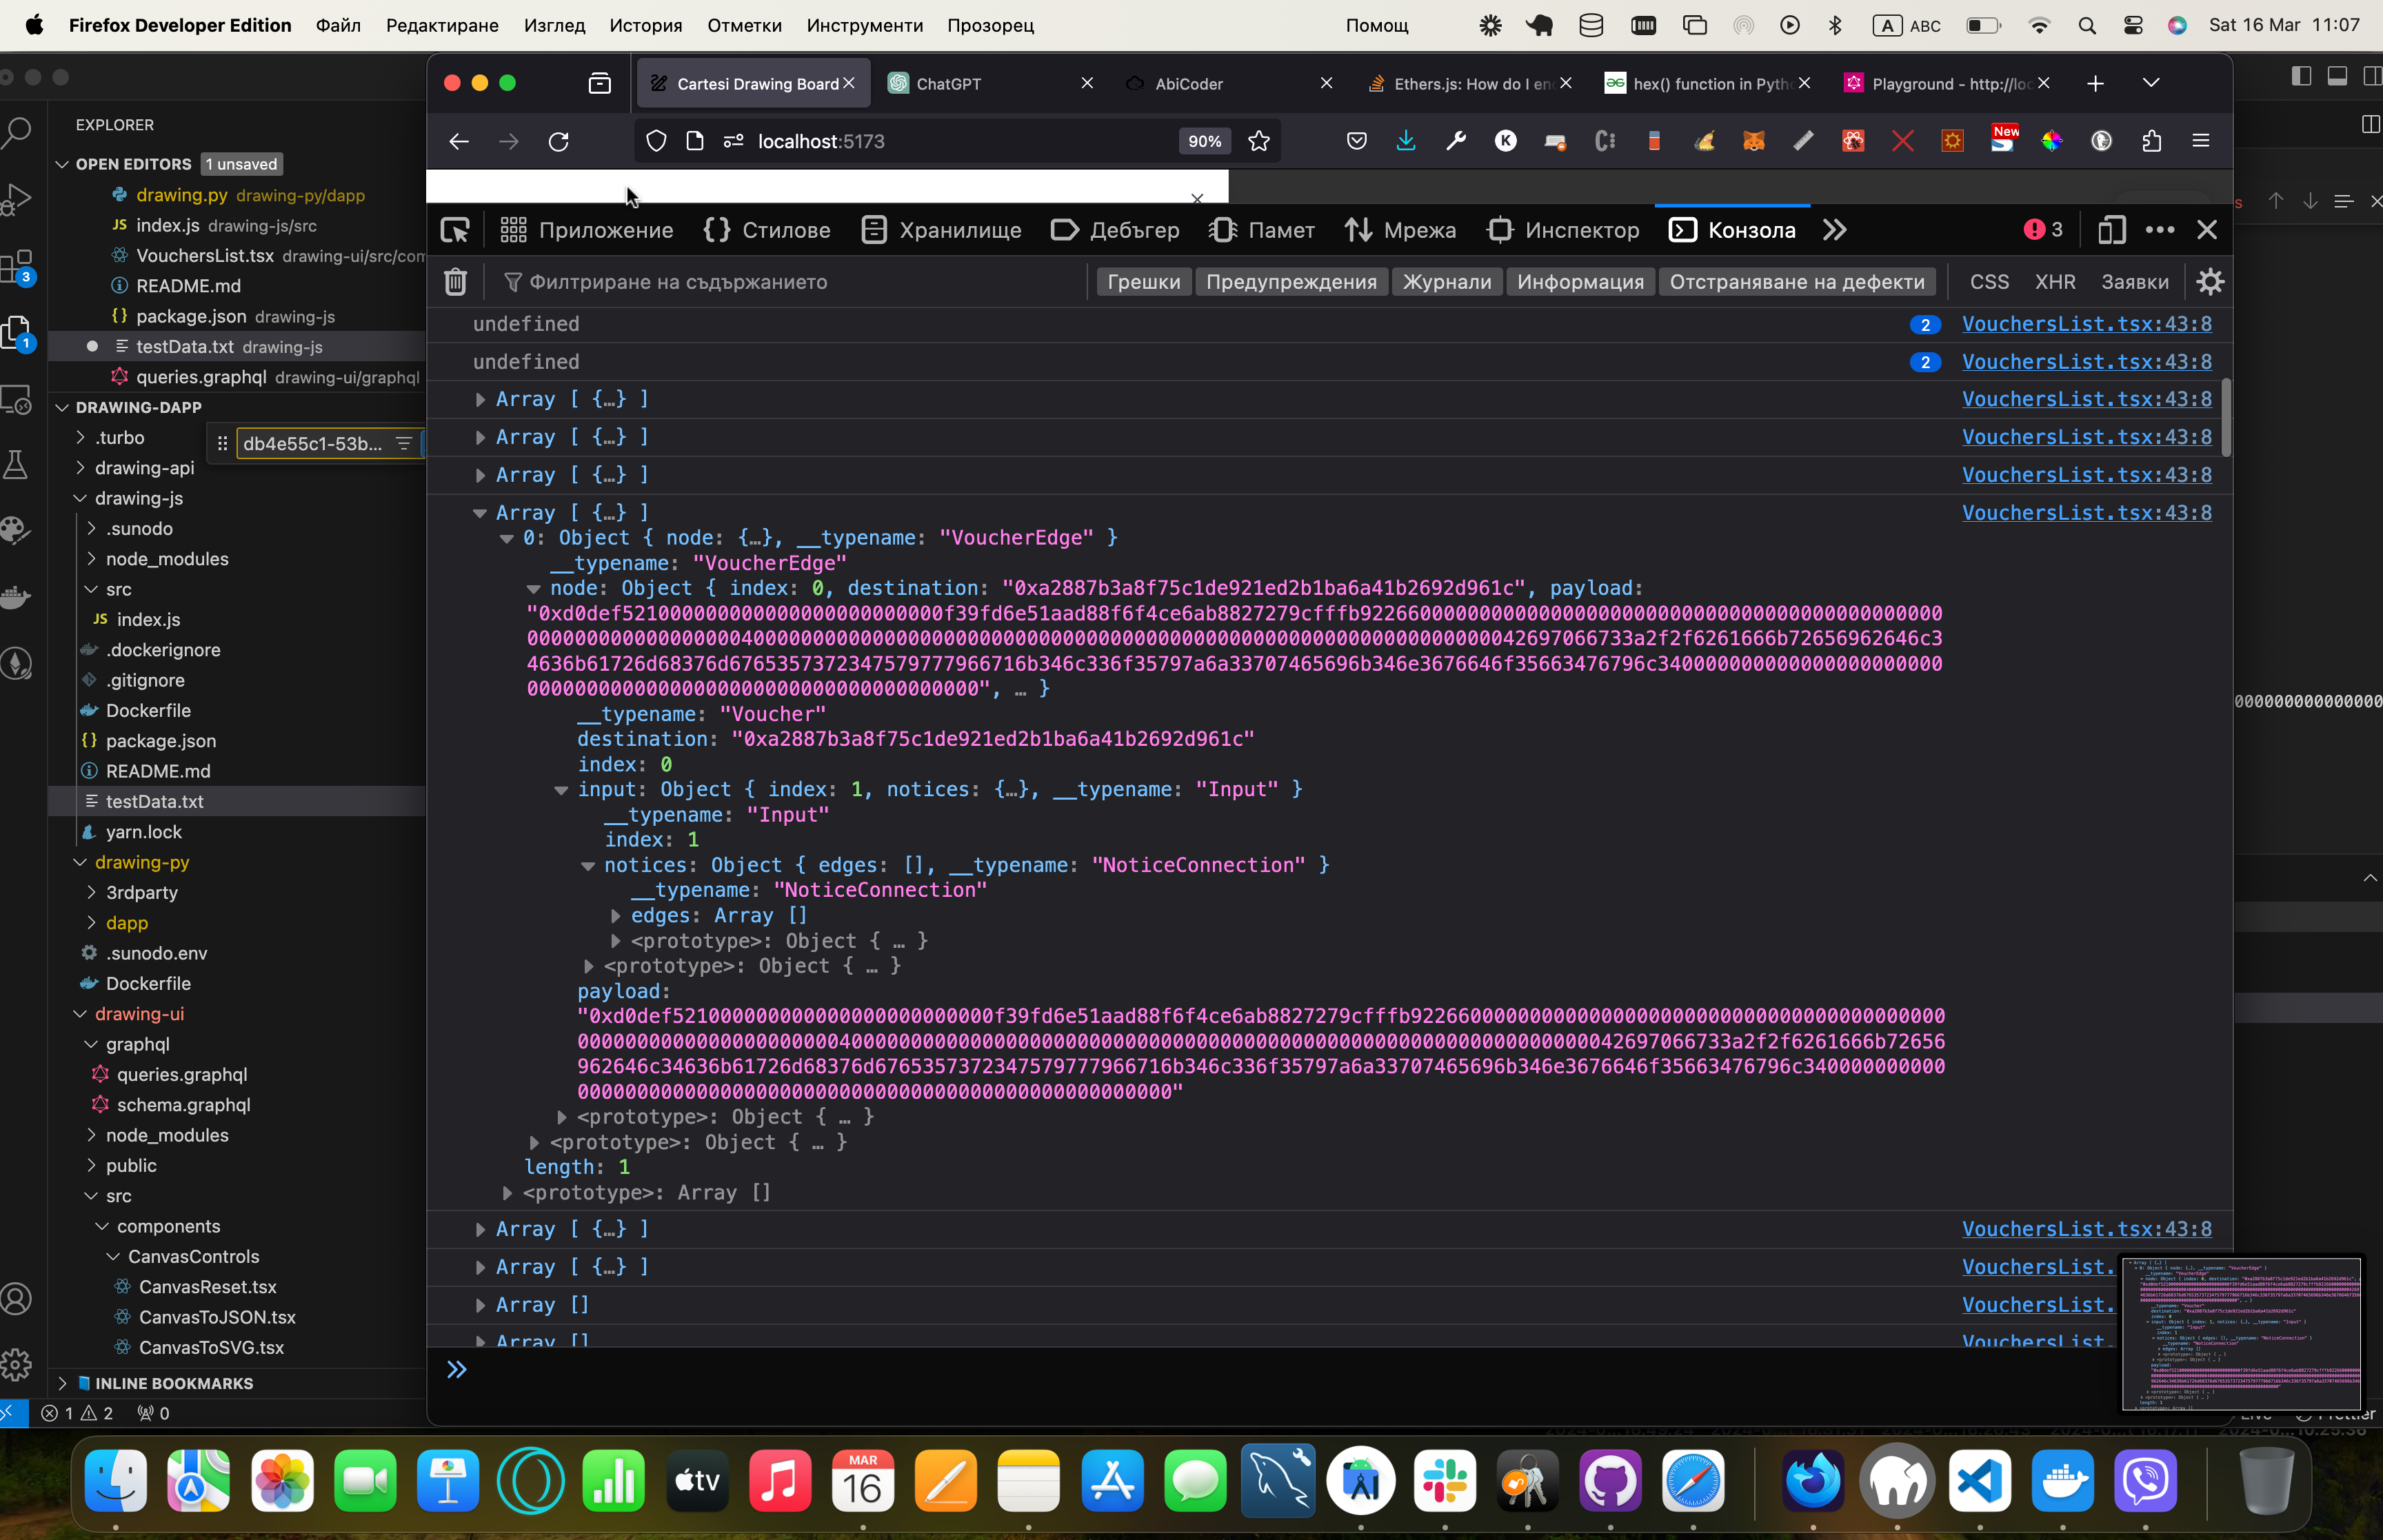 Firefox Developer Edition Файл Редактиране Изглед История Отметки Инструменти Прозорец Помощ A ABC Sat 16 Mar 11:07
Cartesi Drawing Board ChatGPT AbiCoder Ethers.js: How do I en hex() function in Pytho Playground - http://loc
localhost:5173 90% K New
EXPLORER
OPEN EDITORS 1 unsaved
drawing.py drawing-py/dapp
index.js drawing-js/src
VouchersList.tsx drawing-ui/src/com
README.md
package.json drawing-js
testData.txt drawing-js
queries.graphql drawing-ui/graphql
DRAWING-DAPP
.turbo
db4e55c1-53b...
drawing-api
drawing-js
.sunodo
node_modules
src
index.js
.dockerignore
.gitignore
Dockerfile
package.json
README.md
testData.txt
yarn.lock
drawing-py
3rdparty
dapp
.sunodo.env
Dockerfile
drawing-ui
graphql
queries.graphql
schema.graphql
node_modules
public
src
components
CanvasControls
CanvasReset.tsx
CanvasToJSON.tsx
CanvasToSVG.tsx
INLINE BOOKMARKS
1 2 0
3
1
Приложение Стилове Хранилище Дебъгер Памет Мрежа Инспектор Конзола 3
Филтриране на съдържанието Грешки Предупреждения Журнали Информация Отстраняване на дефекти CSS XHR Заявки
undefined 2 VouchersList.tsx:43:8
undefined 2 VouchersList.tsx:43:8
Array [ {…} ] VouchersList.tsx:43:8
Array [ {…} ] VouchersList.tsx:43:8
Array [ {…} ] VouchersList.tsx:43:8
Array [ {…} ] VouchersList.tsx:43:8
0: Object { node: {…}, __typename: "VoucherEdge" }
__typename: "VoucherEdge"
node: Object { index: 0, destination: "0xa2887b3a8f75c1de921ed2b1ba6a41b2692d961c", payload:
__typename: "Voucher"
destination: "0xa2887b3a8f75c1de921ed2b1ba6a41b2692d961c"
index: 0
input: Object { index: 1, notices: {…}, __typename: "Input" }
__typename: "Input"
index: 1
notices: Object { edges: [], __typename: "NoticeConnection" }
__typename: "NoticeConnection"
edges: Array []
<prototype>: Object { … }
<prototype>: Object { … }
payload:
<prototype>: Object { … }
<prototype>: Object { … }
length: 1
<prototype>: Array []
Array [ {…} ] VouchersList.tsx:43:8
Array [ {…} ] VouchersList.
Array [] VouchersList.
Array [] VouchersList.
MAR
16
tv